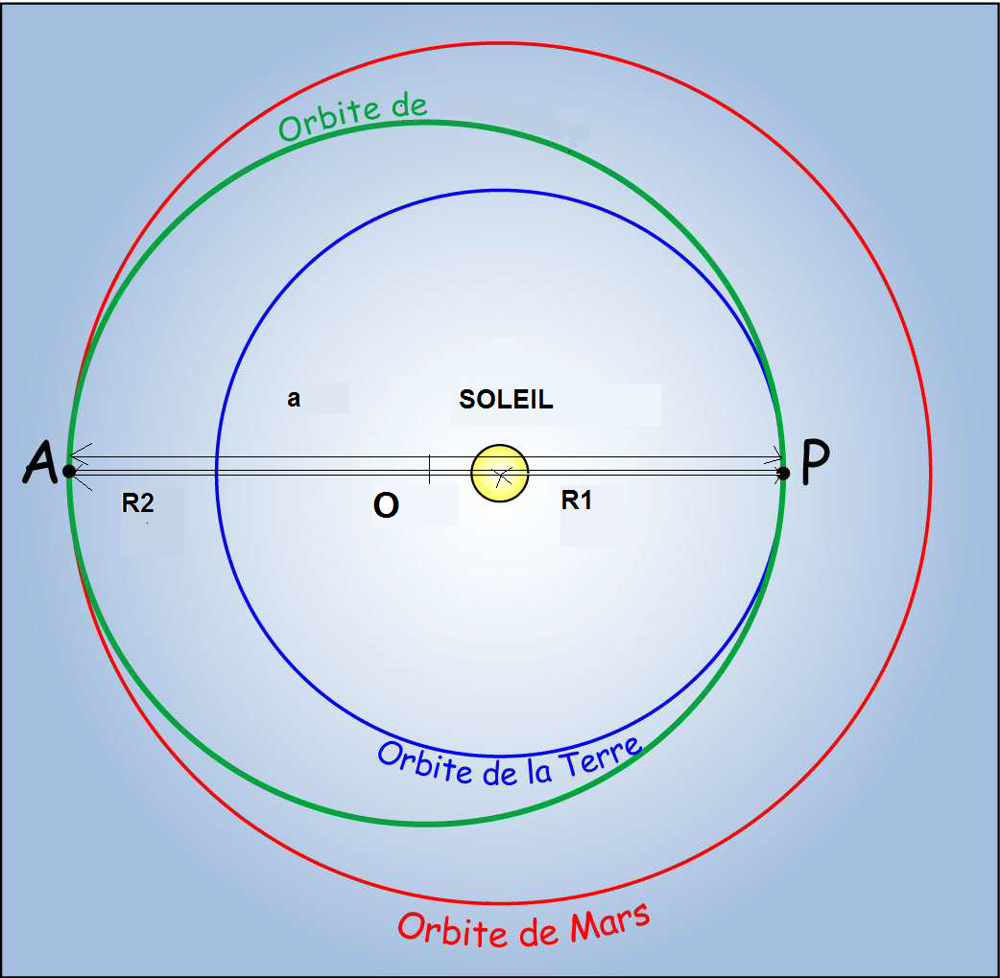 Orbite de
a
SOLEIL
A
P
R2
O
R1
Orbite de la Terre
Orbite de Mars